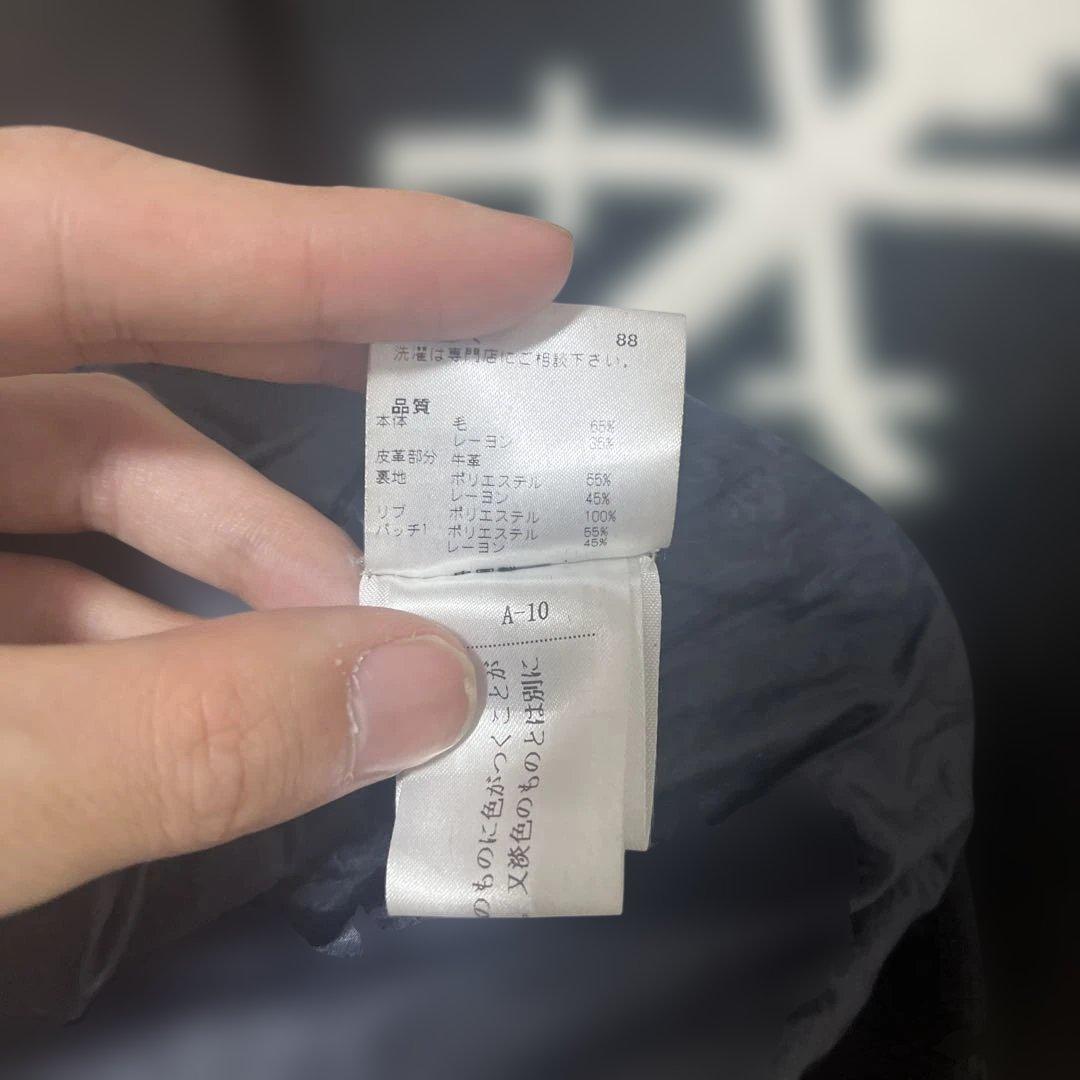 88
洗濯は専門店にご相談下さい。
品質
本体 毛 65%
レーヨン 35%
皮革部分 牛革
裏地 ポリエステル 55%
レーヨン 45%
リブ ポリエステル 100%
パッチ1 ポリエステル 55%
レーヨン 45%
A-10
又淡色のものとは別に
のものに色がつくことが